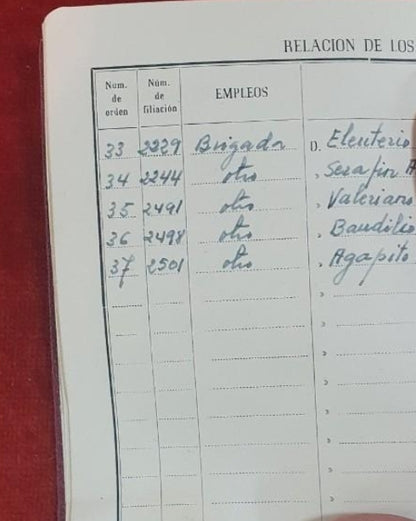 RELACION DE LOS
Num. de orden Núm. de filiación EMPLEOS
33 2229 Brigada D. Eleuterio
34 2244 otro , Serafin A
35 2491 otro , Valeriano
36 2498 otro , Baudilio
37 2501 otro , Agapito